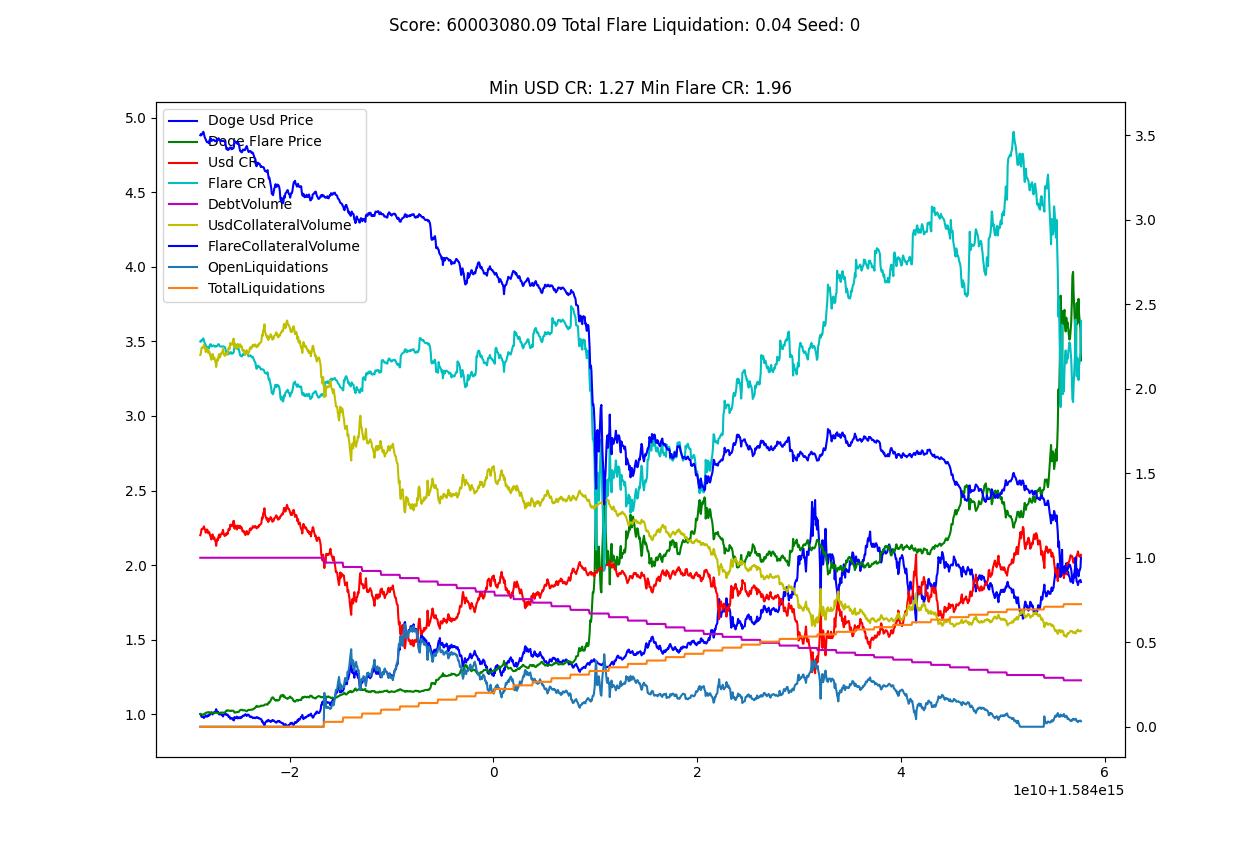 Score: 60003080.09 Total Flare Liquidation: 0.04 Seed: 0
Min USD CR: 1.27 Min Flare CR: 1.96
Doge Usd Price
Doge Flare Price
Usd CR
Flare CR
DebtVolume
UsdCollateralVolume
FlareCollateralVolume
OpenLiquidations
TotalLiquidations
5.0
4.5
4.0
3.5
3.0
2.5
2.0
1.5
1.0
3.5
3.0
2.5
2.0
1.5
1.0
0.5
0.0
−2
0
2
4
6
1e10+1.584e15